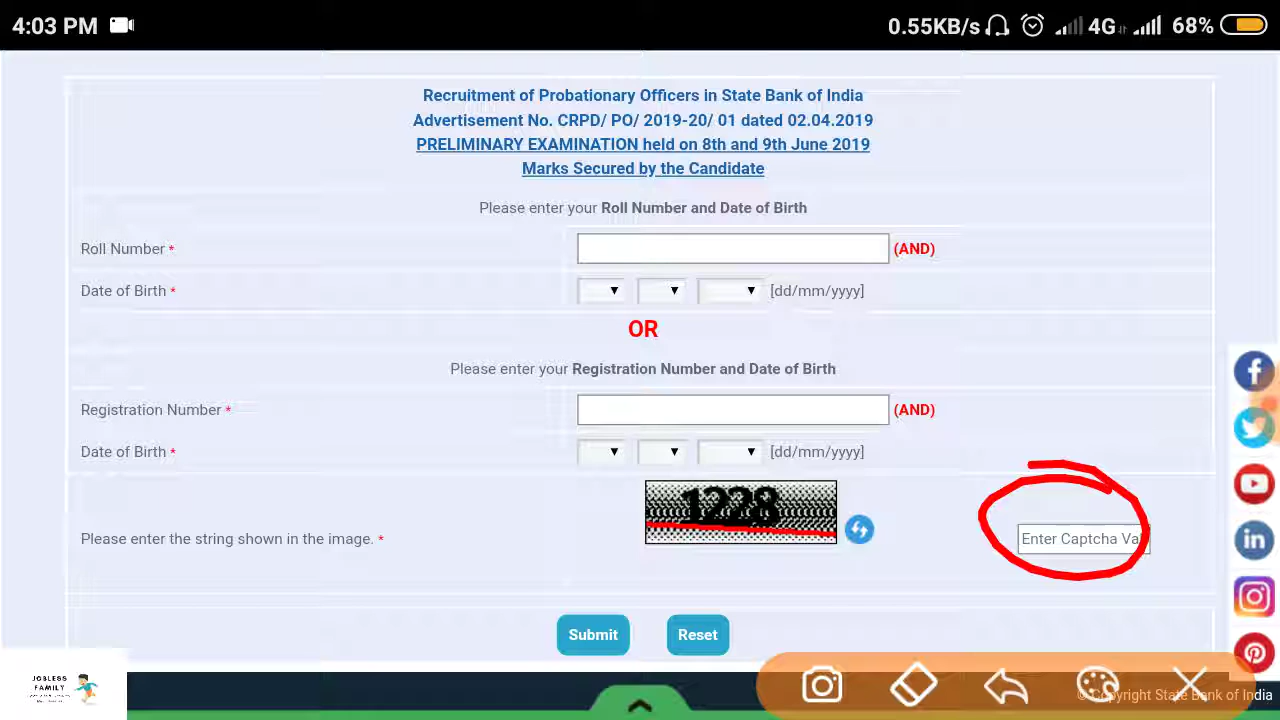 4:03 PM 0.55KB/s 4G 68%
Recruitment of Probationary Officers in State Bank of India
Advertisement No. CRPD/ PO/ 2019-20/ 01 dated 02.04.2019
PRELIMINARY EXAMINATION held on 8th and 9th June 2019
Marks Secured by the Candidate
Please enter your Roll Number and Date of Birth
Roll Number * (AND)
Date of Birth * [dd/mm/yyyy]
OR
Please enter your Registration Number and Date of Birth
Registration Number * (AND)
Date of Birth * [dd/mm/yyyy]
1228
Please enter the string shown in the image. * Enter Captcha Va
Submit Reset
JOBLESS
FAMILY
© Copyright State Bank of India